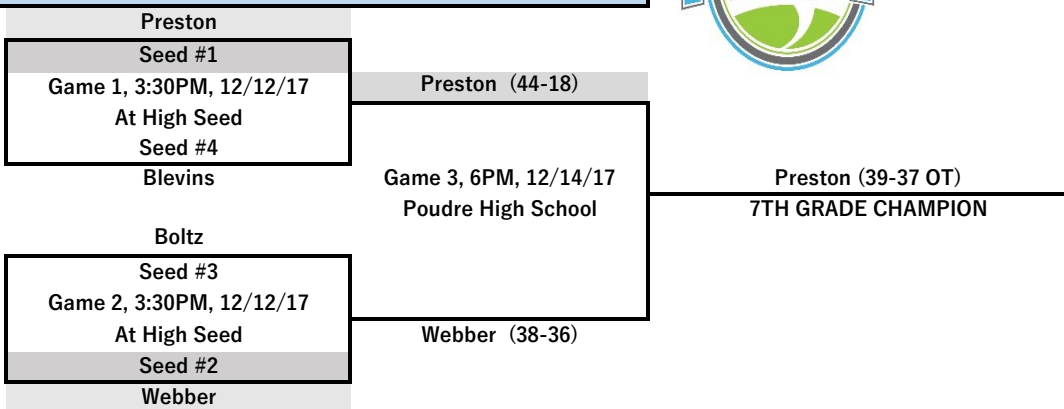 Preston
Seed #1
Game 1, 3:30PM, 12/12/17
At High Seed
Seed #4
Blevins
Boltz
Seed #3
Game 2, 3:30PM, 12/12/17
At High Seed
Seed #2
Webber
Preston (44-18)
Game 3, 6PM, 12/14/17
Poudre High School
Webber (38-36)
Preston (39-37 OT)
7TH GRADE CHAMPION